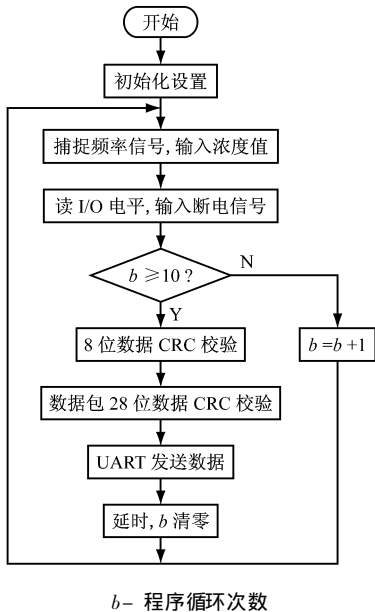 开始
初始化设置
捕捉频率信号,输入浓度值
读 I/O 电平,输入断电信号
b ≥10 ?
N
Y
8 位数据 CRC 校验
b =b +1
数据包 28 位数据 CRC 校验
UART 发送数据
延时, b 清零
b- 程序循环次数